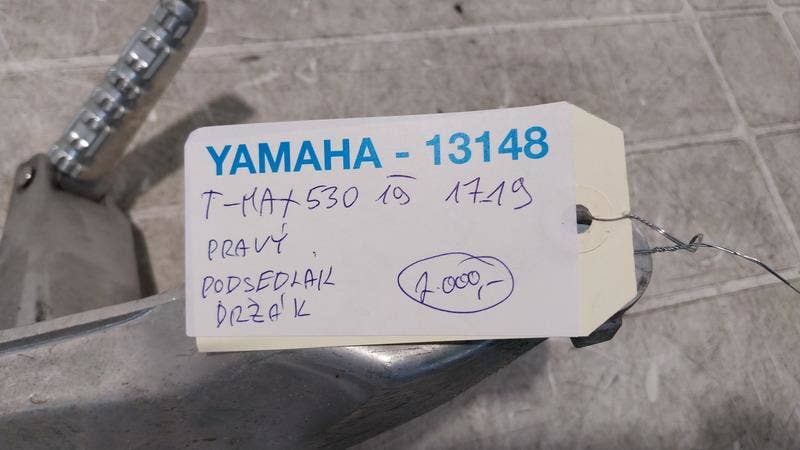 YAMAHA - 13148
T-MAX 530 19 17-19
PRAVÝ
PODSEDLAK
DRŽÁK
2.000,-